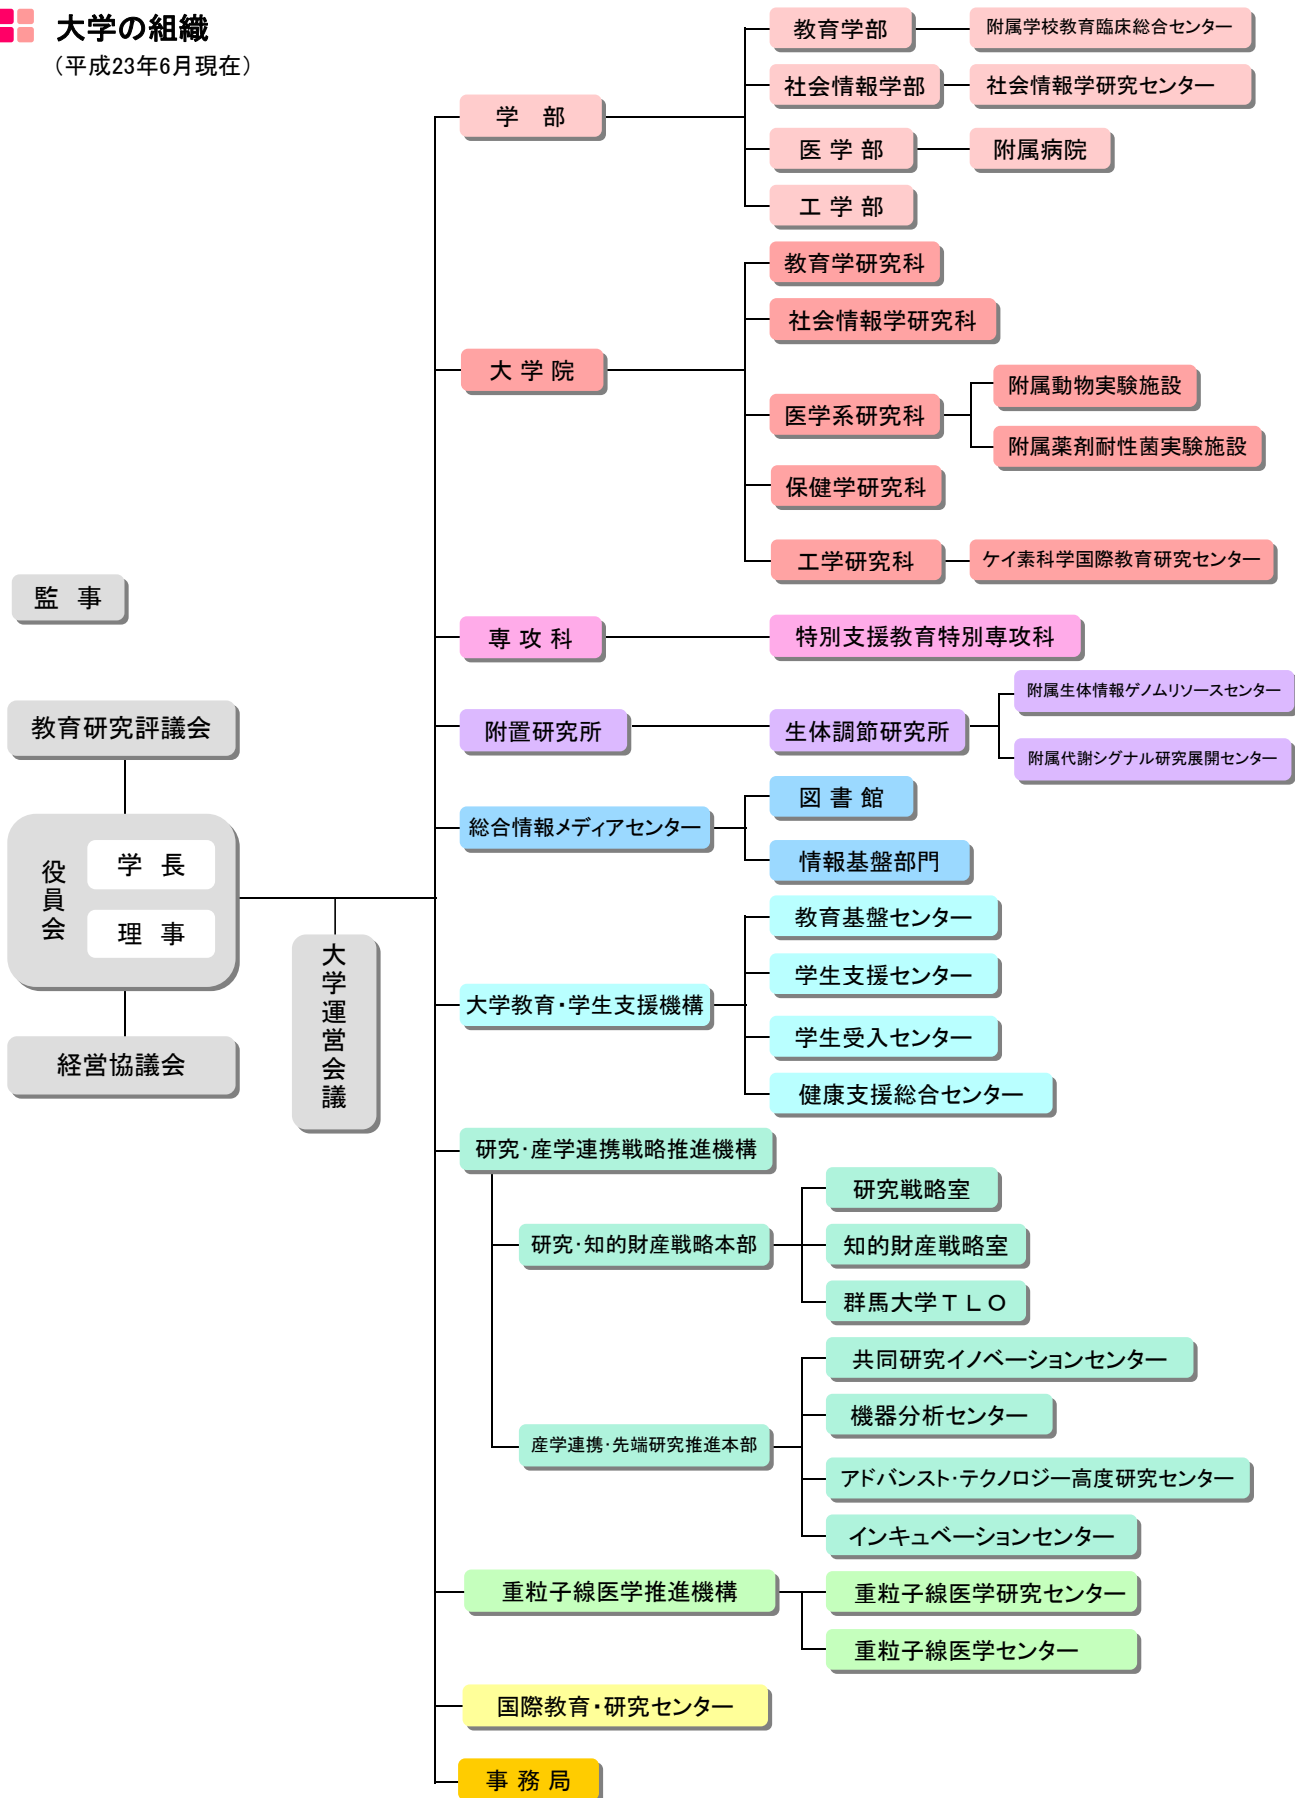 大学の組織
（平成23年6月現在）
監 事
教育研究評議会
役員会
学 長
理 事
経営協議会
大学運営会議
学 部
教育学部
附属学校教育臨床総合センター
社会情報学部
社会情報学研究センター
医 学 部
附属病院
工 学 部
大 学 院
教育学研究科
社会情報学研究科
医学系研究科
附属動物実験施設
附属薬剤耐性菌実験施設
保健学研究科
工学研究科
ケイ素科学国際教育研究センター
専 攻 科
特別支援教育特別専攻科
附置研究所
生体調節研究所
附属生体情報ゲノムリソースセンター
附属代謝シグナル研究展開センター
総合情報メディアセンター
図 書 館
情報基盤部門
大学教育・学生支援機構
教育基盤センター
学生支援センター
学生受入センター
健康支援総合センター
研究・産学連携戦略推進機構
研究・知的財産戦略本部
研究戦略室
知的財産戦略室
群馬大学ＴＬＯ
産学連携・先端研究推進本部
共同研究イノベーションセンター
機器分析センター
アドバンスト・テクノロジー高度研究センター
インキュベーションセンター
重粒子線医学推進機構
重粒子線医学研究センター
重粒子線医学センター
国際教育・研究センター
事 務 局